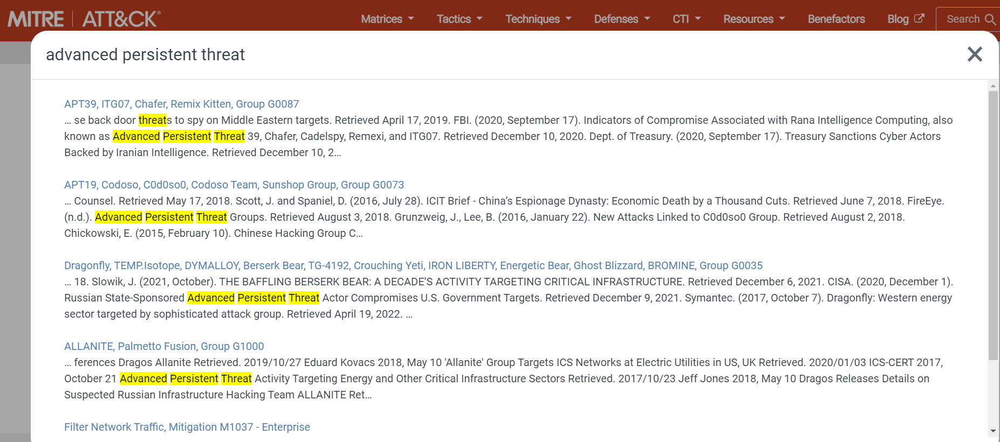 MITRE | ATT&CK®
Matrices Tactics Techniques Defenses CTI Resources Benefactors Blog Search
advanced persistent threat
APT39, ITG07, Chafer, Remix Kitten, Group G0087
... se back door threats to spy on Middle Eastern targets. Retrieved April 17, 2019. FBI. (2020, September 17). Indicators of Compromise Associated with Rana Intelligence Computing, also
known as Advanced Persistent Threat 39, Chafer, Cadelspy, Remexi, and ITG07. Retrieved December 10, 2020. Dept. of Treasury. (2020, September 17). Treasury Sanctions Cyber Actors
Backed by Iranian Intelligence. Retrieved December 10, 2...
APT19, Codoso, C0d0so0, Codoso Team, Sunshop Group, Group G0073
... Counsel. Retrieved May 17, 2018. Scott, J. and Spaniel, D. (2016, July 28). ICIT Brief - China’s Espionage Dynasty: Economic Death by a Thousand Cuts. Retrieved June 7, 2018. FireEye.
(n.d.). Advanced Persistent Threat Groups. Retrieved August 3, 2018. Grunzweig, J., Lee, B. (2016, January 22). New Attacks Linked to C0d0so0 Group. Retrieved August 2, 2018.
Chickowski, E. (2015, February 10). Chinese Hacking Group C...
Dragonfly, TEMP.Isotope, DYMALLOY, Berserk Bear, TG-4192, Crouching Yeti, IRON LIBERTY, Energetic Bear, Ghost Blizzard, BROMINE, Group G0035
... 18. Slowik, J. (2021, October). THE BAFFLING BERSERK BEAR: A DECADE’S ACTIVITY TARGETING CRITICAL INFRASTRUCTURE. Retrieved December 6, 2021. CISA. (2020, December 1).
Russian State-Sponsored Advanced Persistent Threat Actor Compromises U.S. Government Targets. Retrieved December 9, 2021. Symantec. (2017, October 7). Dragonfly: Western energy
sector targeted by sophisticated attack group. Retrieved April 19, 2022. ...
ALLANITE, Palmetto Fusion, Group G1000
... ferences Dragos Allanite Retrieved. 2019/10/27 Eduard Kovacs 2018, May 10 'Allanite' Group Targets ICS Networks at Electric Utilities in US, UK Retrieved. 2020/01/03 ICS-CERT 2017,
October 21 Advanced Persistent Threat Activity Targeting Energy and Other Critical Infrastructure Sectors Retrieved. 2017/10/23 Jeff Jones 2018, May 10 Dragos Releases Details on
Suspected Russian Infrastructure Hacking Team ALLANITE Ret...
Filter Network Traffic, Mitigation M1037 - Enterprise